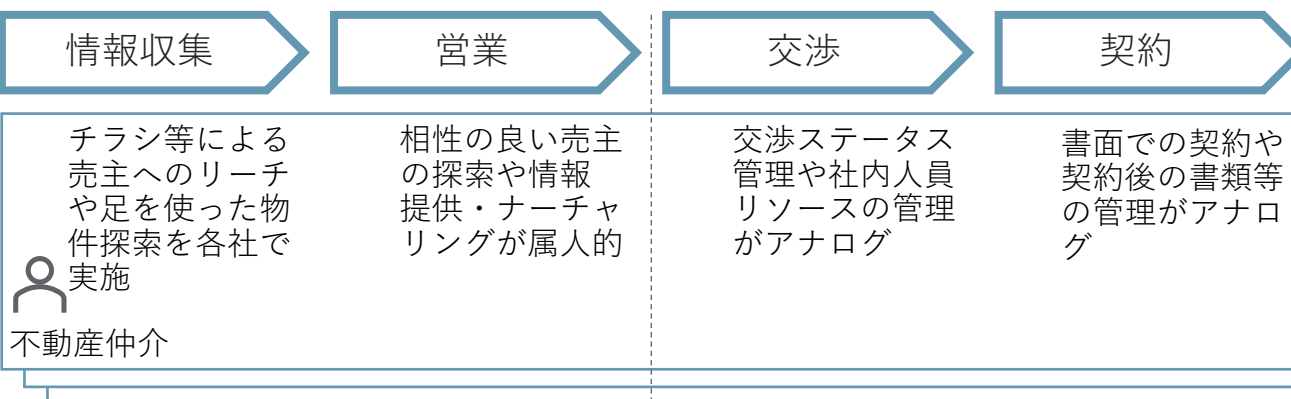 情報収集
営業
交渉
契約
チラシ等による
売主へのリーチ
や足を使った物
件探索を各社で
実施
不動産仲介
相性の良い売主
の探索や情報
提供・ナーチャ
リングが属人的
交渉ステータス
管理や社内人員
リソースの管理
がアナログ
書面での契約や
契約後の書類等
の管理がアナロ
グ